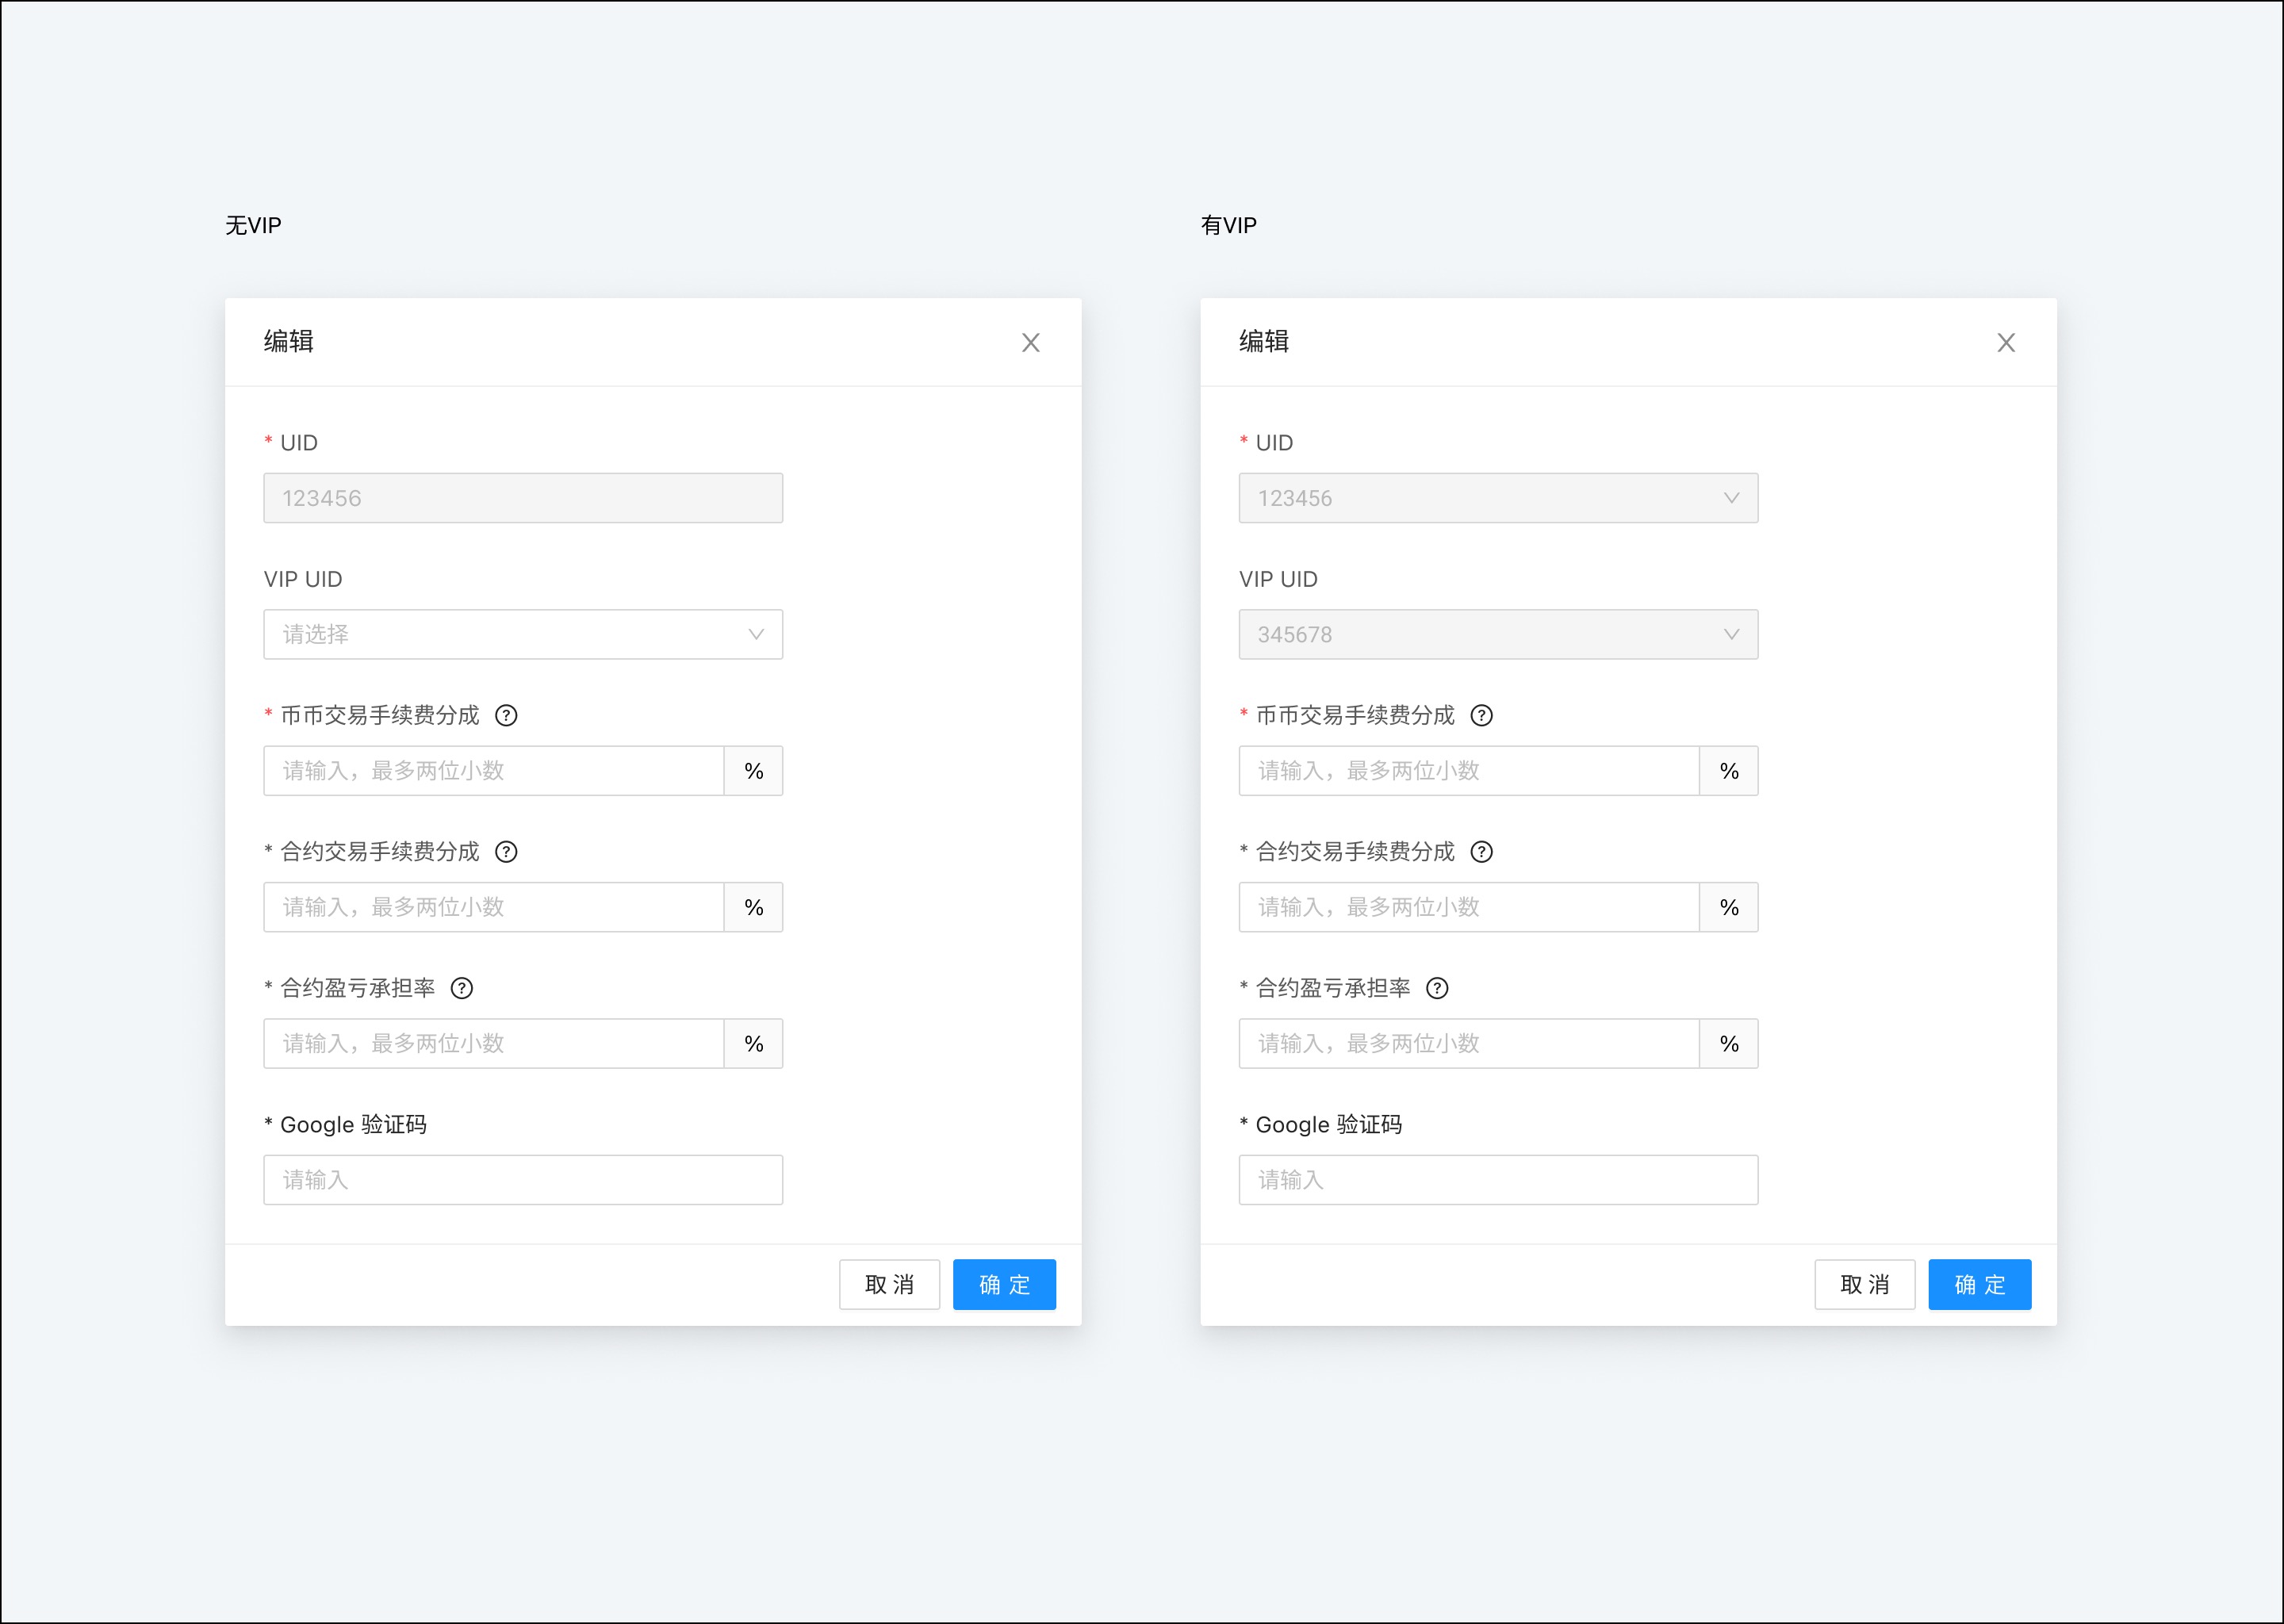 无VIP
编辑
* UID
123456
VIP UID
请选择
* 币币交易手续费分成 ?
请输入，最多两位小数 %
* 合约交易手续费分成 ?
请输入，最多两位小数 %
* 合约盈亏承担率 ?
请输入，最多两位小数 %
* Google 验证码
请输入
取 消 确 定
有VIP
编辑
* UID
123456
VIP UID
345678
* 币币交易手续费分成 ?
请输入，最多两位小数 %
* 合约交易手续费分成 ?
请输入，最多两位小数 %
* 合约盈亏承担率 ?
请输入，最多两位小数 %
* Google 验证码
请输入
取 消 确 定